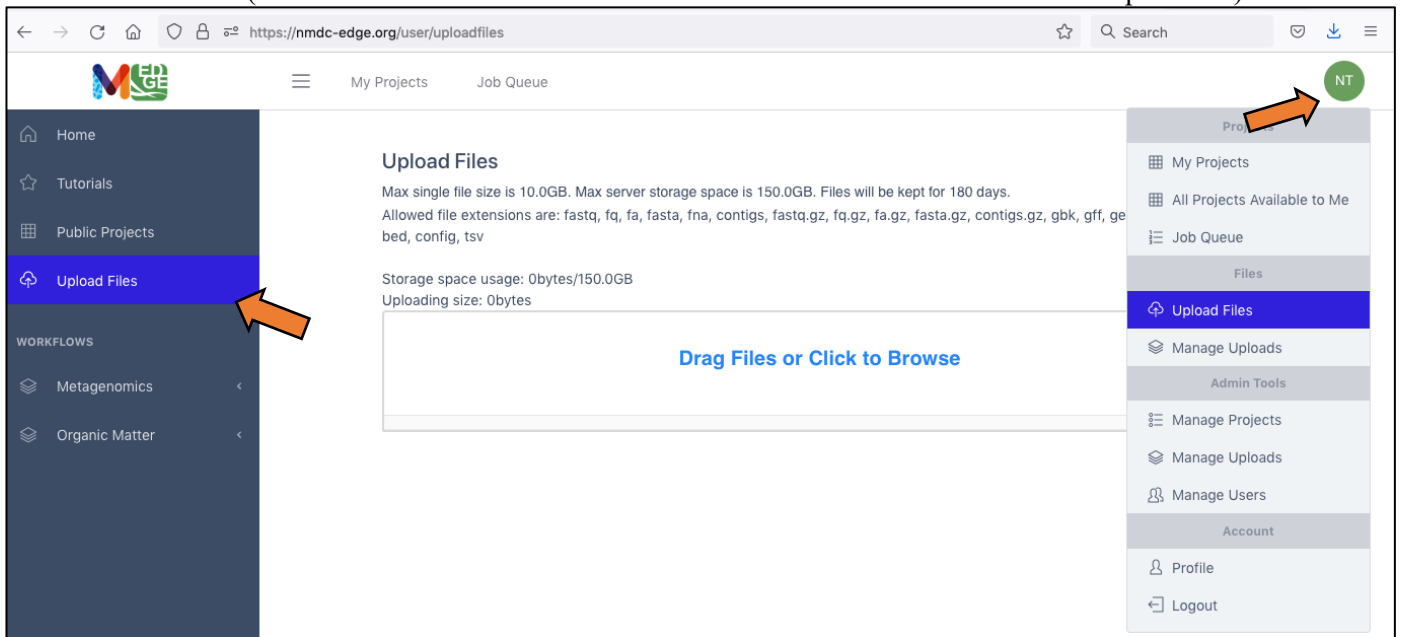 https://nmdc-edge.org/user/uploadfiles
Search
ED
GE
My Projects
Job Queue
NT
Home
Tutorials
Public Projects
Upload Files
WORKFLOWS
Metagenomics
Organic Matter
Upload Files
Max single file size is 10.0GB. Max server storage space is 150.0GB. Files will be kept for 180 days.
Allowed file extensions are: fastq, fq, fa, fasta, fna, contigs, fastq.gz, fq.gz, fa.gz, fasta.gz, contigs.gz, gbk, gff, ge
bed, config, tsv
Storage space usage: 0bytes/150.0GB
Uploading size: 0bytes
Drag Files or Click to Browse
My Projects
All Projects Available to Me
Job Queue
Files
Upload Files
Manage Uploads
Admin Tools
Manage Projects
Manage Uploads
Manage Users
Account
Profile
Logout